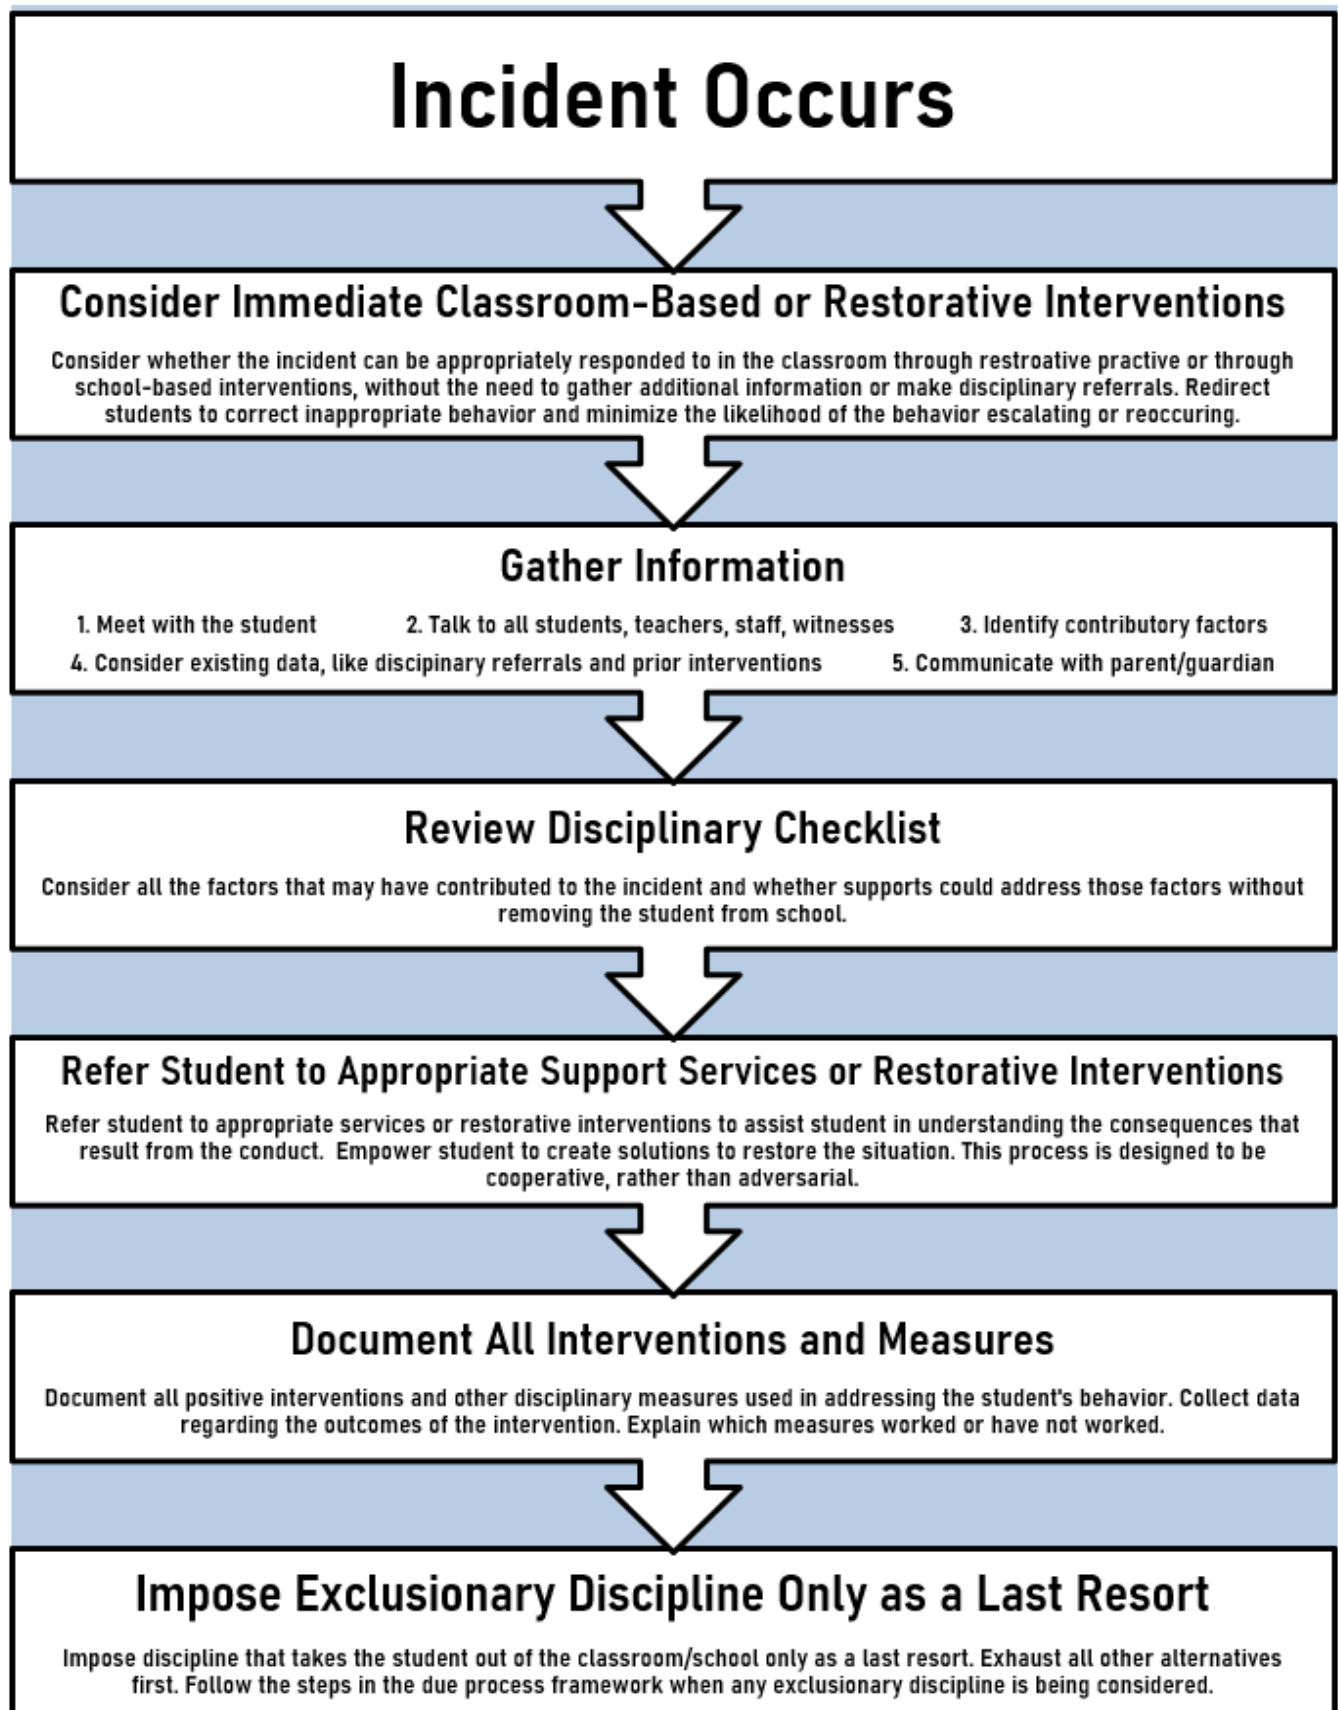 Incident Occurs
Consider Immediate Classroom-Based or Restorative Interventions
Consider whether the incident can be appropriately responded to in the classroom through restroative practive or through
school-based interventions, without the need to gather additional information or make disciplinary referrals. Redirect
students to correct inappropriate behavior and minimize the likelihood of the behavior escalating or reoccuring.
Gather Information
1. Meet with the student 2. Talk to all students, teachers, staff, witnesses 3. Identify contributory factors
4. Consider existing data, like discipinary referrals and prior interventions 5. Communicate with parent/guardian
Review Disciplinary Checklist
Consider all the factors that may have contributed to the incident and whether supports could address those factors without
removing the student from school.
Refer Student to Appropriate Support Services or Restorative Interventions
Refer student to appropriate services or restorative interventions to assist student in understanding the consequences that
result from the conduct. Empower student to create solutions to restore the situation. This process is designed to be
cooperative, rather than adversarial.
Document All Interventions and Measures
Document all positive interventions and other disciplinary measures used in addressing the student's behavior. Collect data
regarding the outcomes of the intervention. Explain which measures worked or have not worked.
Impose Exclusionary Discipline Only as a Last Resort
Impose discipline that takes the student out of the classroom/school only as a last resort. Exhaust all other alternatives
first. Follow the steps in the due process framework when any exclusionary discipline is being considered.